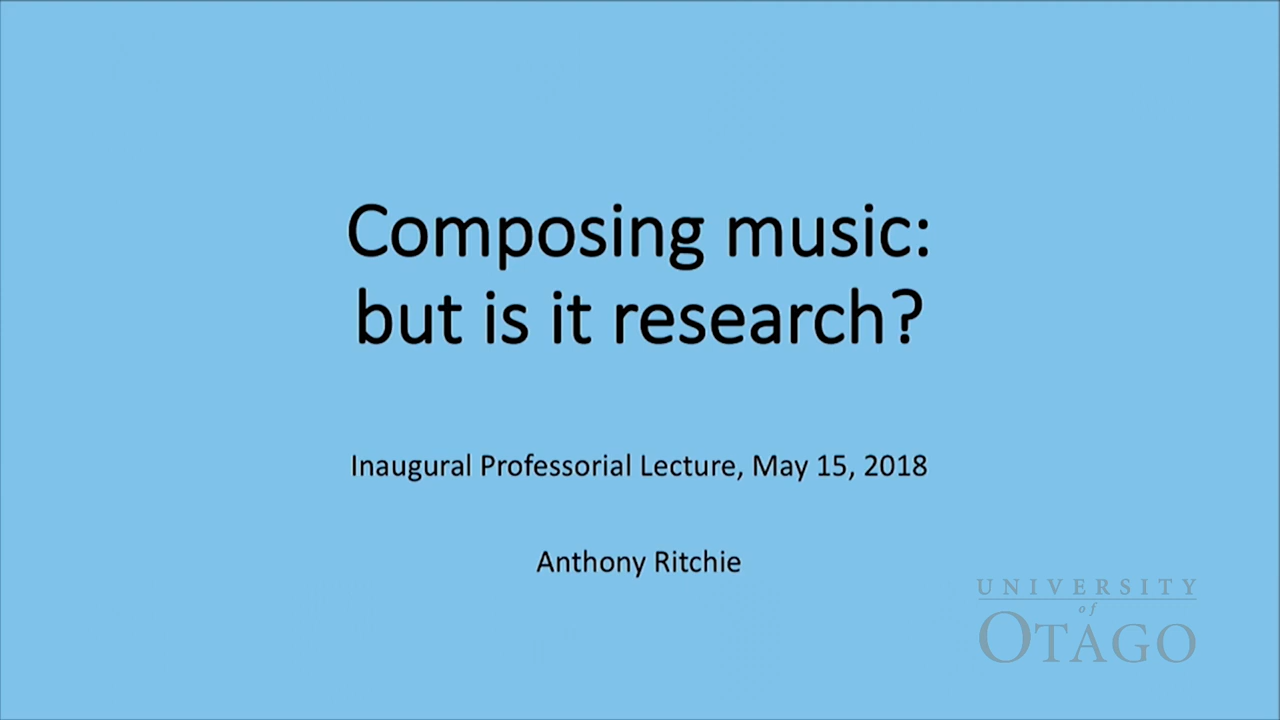 Composing music:
but is it research?
Inaugural Professorial Lecture, May 15, 2018
Anthony Ritchie
UNIVERSITY
of
OTAGO